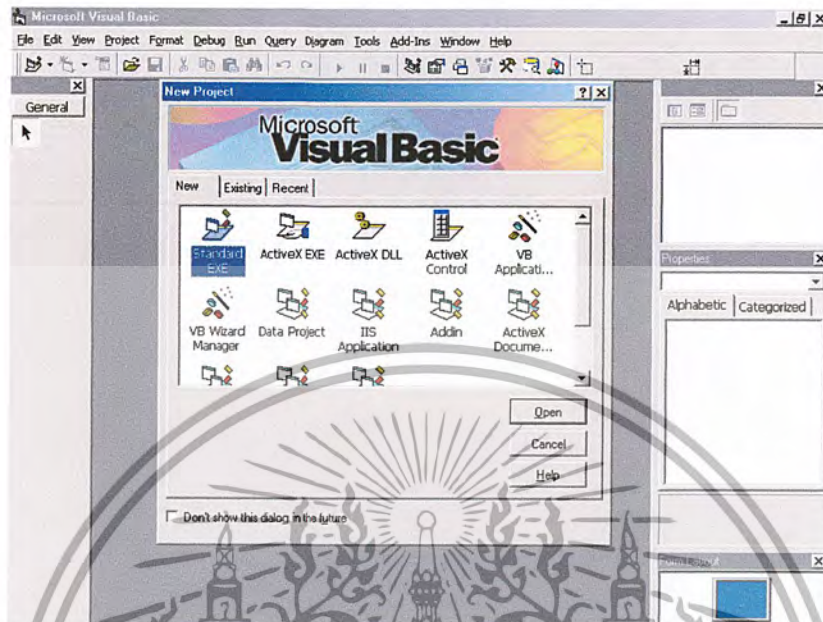 Microsoft Visual Basic
File Edit View Project Format Debug Run Query Diagram Tools Add-Ins Window Help
General
New Project
Microsoft
Visual Basic
New Existing Recent
Standard EXE
ActiveX EXE
ActiveX DLL
ActiveX Control
VB Applicati...
VB Wizard Manager
Data Project
IIS Application
Addin
ActiveX Docume...
Open
Cancel
Help
Don't show this dialog in the future
Properties
Alphabetic Categorized
Form Layout